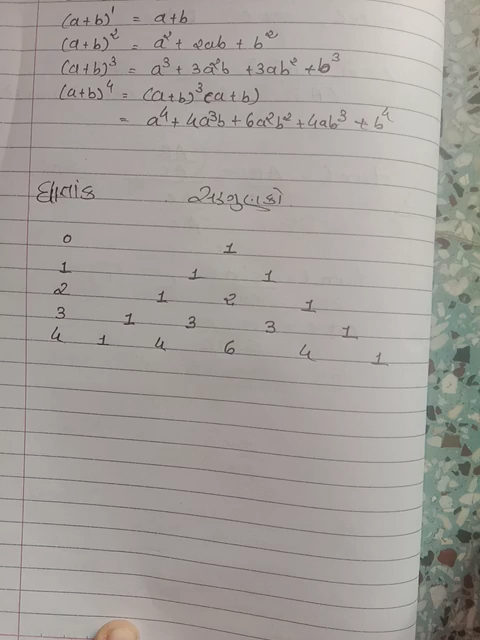 (a+b)¹ = a+b
(a+b)² = a² + 2ab + b²
(a+b)³ = a³ + 3a²b + 3ab² + b³
(a+b)⁴ = (a+b)³(a+b)
= a⁴ + 4a³b + 6a²b² + 4ab³ + b⁴
ઘાતાંક સહગુણકો
0 1
1 1 1
2 1 2 1
3 1 3 3 1
4 1 4 6 4 1